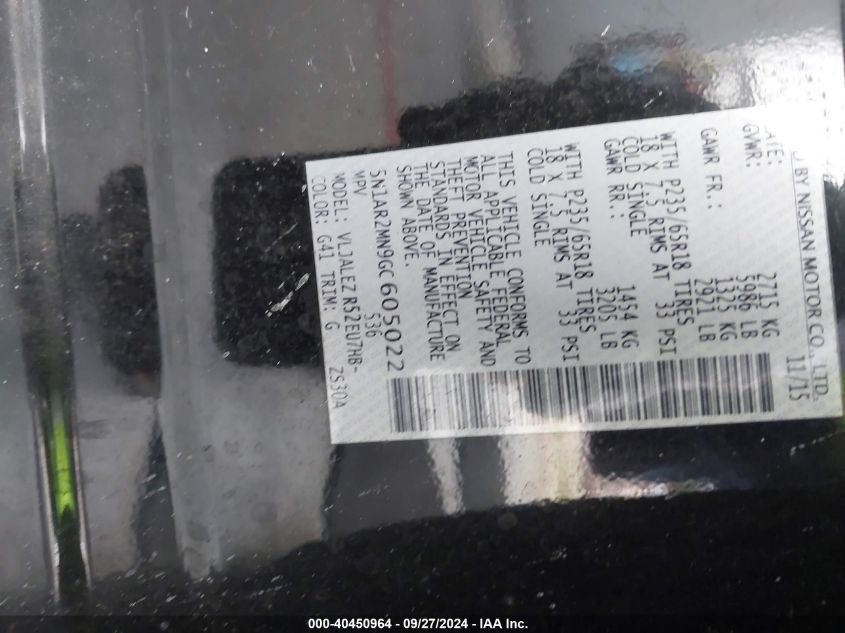 D BY NISSAN MOTOR CO., LTD.
ATE: 11/15
GVWR: 2715 KG
5986 LB
GAWR FR.: 1325 KG
2921 LB
WITH P235/65R18 TIRES
18 X 7.5 RIMS AT 33 PSI
COLD SINGLE
GAWR RR.: 1454 KG
3205 LB
WITH P235/65R18 TIRES
18 X 7.5 RIMS AT 33 PSI
COLD SINGLE
THIS VEHICLE CONFORMS TO
ALL APPLICABLE FEDERAL
MOTOR VEHICLE SAFETY AND
THEFT PREVENTION
STANDARDS IN EFFECT ON
THE DATE OF MANUFACTURE
SHOWN ABOVE.
5N1AR2MN9GC605022
MPV 536
MODEL: VLJALEZ R52EU7HB-
COLOR: G41 TRIM: G ZS30A
000-40450964 - 09/27/2024 - IAA Inc.